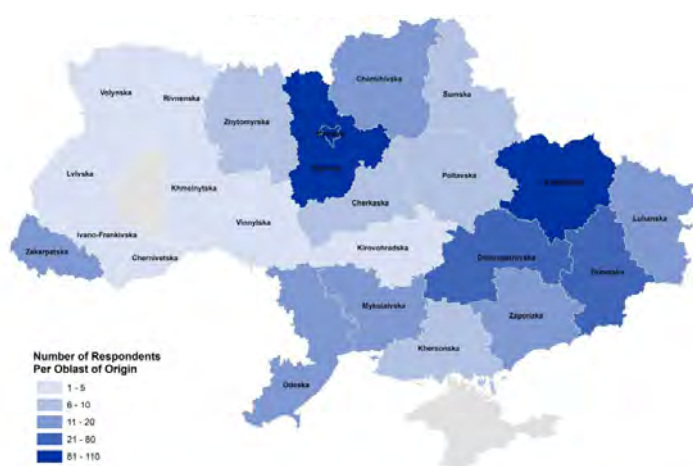 Chernihivska
Volynska
Rivnenska
Sumska
Zhytomyrska
Lvivska
Khmelnytska
Poltavska
Cherkaska
Luhanska
Vinnytska
Ivano-Frankivska
Kirovohradska
Zakarpatska
Chernivetska
Dnipropetrovska
Donetska
Mykolaivska
Zaporizka
Khersonska
Odeska
Number of Respondents
Per Oblast of Origin
1 - 5
6 - 10
11 - 20
21 - 80
81 - 110